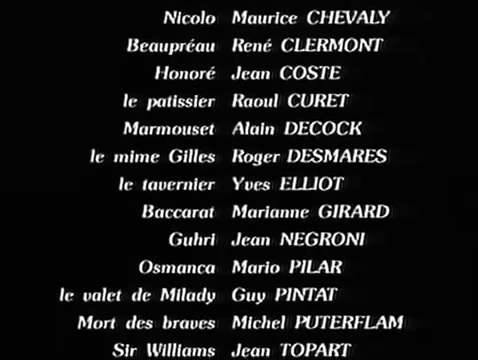 Nicolo Maurice CHEVALY
Beaupréau René CLERMONT
Honoré Jean COSTE
le patissier Raoul CURET
Marmouset Alain DECOCK
le mime Gilles Roger DESMARES
le tavernier Yves ELLIOT
Baccarat Marianne GIRARD
Guhri Jean NEGRONI
Osmanca Mario PILAR
le valet de Milady Guy PINTAT
Mort des braves Michel PUTERFLAM
Sir Williams Jean TOPART